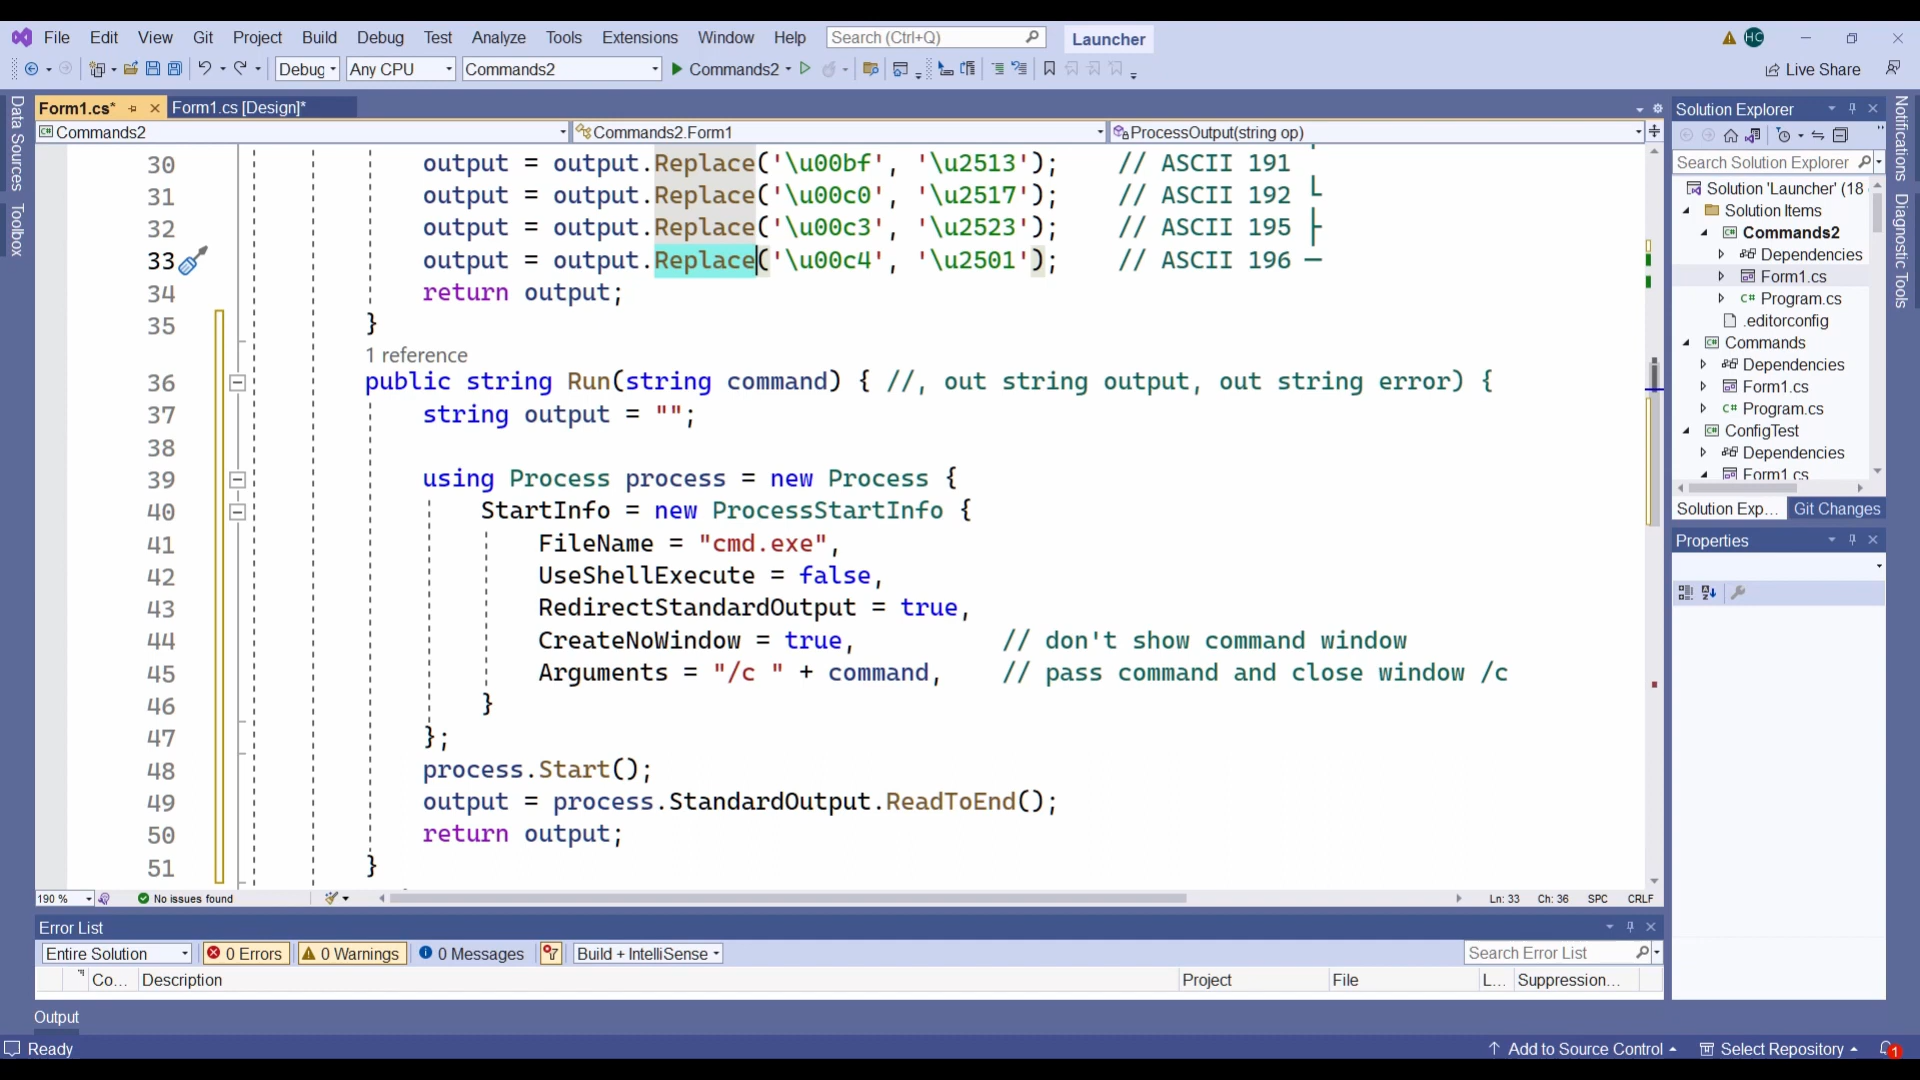 File Edit View Git Project Build Debug Test Analyze Tools Extensions Window Help Search (Ctrl+Q) Launcher HC
Debug Any CPU Commands2 Commands2 Live Share
Form1.cs* Form1.cs [Design]*
Commands2 Commands2.Form1 ProcessOutput(string op)
Data Sources
Toolbox
30 output = output.Replace('\u00bf', '\u2513'); // ASCII 191
31 output = output.Replace('\u00c0', '\u2517'); // ASCII 192 └
32 output = output.Replace('\u00c3', '\u2523'); // ASCII 195 ├
33 output = output.Replace('\u00c4', '\u2501'); // ASCII 196 ─
34 return output;
35 }
1 reference
36 public string Run(string command) { //, out string output, out string error) {
37 string output = "";
38
39 using Process process = new Process {
40 StartInfo = new ProcessStartInfo {
41 FileName = "cmd.exe",
42 UseShellExecute = false,
43 RedirectStandardOutput = true,
44 CreateNoWindow = true, // don't show command window
45 Arguments = "/c " + command, // pass command and close window /c
46 }
47 };
48 process.Start();
49 output = process.StandardOutput.ReadToEnd();
50 return output;
51 }
190 % No issues found Ln: 33 Ch: 36 SPC CRLF
Error List
Entire Solution 0 Errors 0 Warnings 0 Messages Build + IntelliSense Search Error List
Co... Description Project File L... Suppression...
Output
Ready Add to Source Control Select Repository 1
Solution Explorer
Search Solution Explorer
Solution 'Launcher' (18
Solution Items
Commands2
Dependencies
Form1.cs
Program.cs
.editorconfig
Commands
Dependencies
Form1.cs
Program.cs
ConfigTest
Dependencies
Form1.cs
Solution Exp... Git Changes
Properties
Notifications
Diagnostic Tools